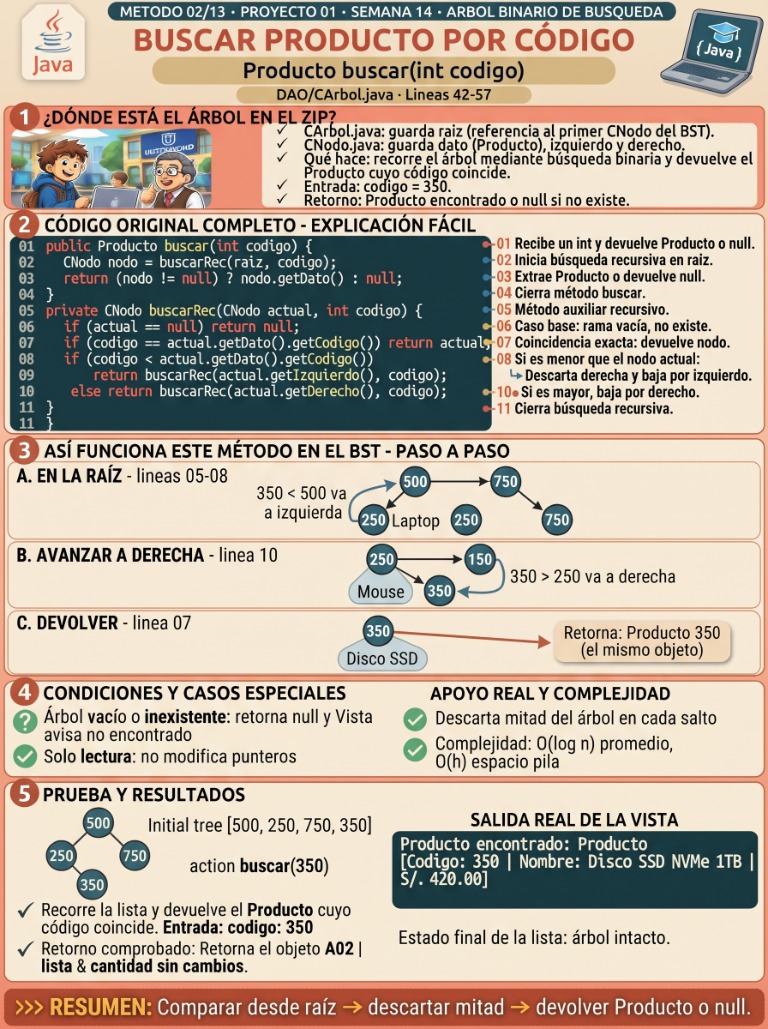 METODO 02/13 • PROYECTO 01 • SEMANA 14 • ARBOL BINARIO DE BUSQUEDA
Java
BUSCAR PRODUCTO POR CÓDIGO
{ Java }
Producto buscar(int codigo)
DAO/CArbol.java · Lineas 42-57
1 ¿DÓNDE ESTÁ EL ÁRBOL EN EL ZIP?
✓ CArbol.java: guarda raiz (referencia al primer CNodo del BST).
✓ CNodo.java: guarda dato (Producto), izquierdo y derecho.
✓ Qué hace: recorre el árbol mediante búsqueda binaria y devuelve el
Producto cuyo código coincide.
✓ Entrada: codigo = 350.
✓ Retorno: Producto encontrado o null si no existe.
2 CÓDIGO ORIGINAL COMPLETO - EXPLICACIÓN FÁCIL
01 public Producto buscar(int codigo) {
02 CNodo nodo = buscarRec(raiz, codigo);
03 return (nodo != null) ? nodo.getDato() : null;
04 }
05 private CNodo buscarRec(CNodo actual, int codigo) {
06 if (actual == null) return null;
07 if (codigo == actual.getDato().getCodigo()) return actual;
08 if (codigo < actual.getDato().getCodigo())
09 return buscarRec(actual.getIzquierdo(), codigo);
10 else return buscarRec(actual.getDerecho(), codigo);
11 }
11 }
01 Recibe un int y devuelve Producto o null.
02 Inicia búsqueda recursiva en raiz.
03 Extrae Producto o devuelve null.
04 Cierra método buscar.
05 Método auxiliar recursivo.
06 Caso base: rama vacía, no existe.
07 Coincidencia exacta: devuelve nodo.
08 Si es menor que el nodo actual:
↳ Descarta derecha y baja por izquierdo.
10 Si es mayor, baja por derecho.
11 Cierra búsqueda recursiva.
3 ASÍ FUNCIONA ESTE MÉTODO EN EL BST - PASO A PASO
A. EN LA RAÍZ - lineas 05-08
350 < 500 va
a izquierda
500
750
250
Laptop
250
750
B. AVANZAR A DERECHA - linea 10
250
150
Mouse
350
350 > 250 va a derecha
C. DEVOLVER - linea 07
350
Disco SSD
Retorna: Producto 350
(el mismo objeto)
4 CONDICIONES Y CASOS ESPECIALES
? Árbol vacío o inexistente: retorna null y Vista
avisa no encontrado
Solo lectura: no modifica punteros
APOYO REAL Y COMPLEJIDAD
Descarta mitad del árbol en cada salto
Complejidad: O(log n) promedio,
O(h) espacio pila
5 PRUEBA Y RESULTADOS
500
250
750
350
Initial tree [500, 250, 750, 350]
action buscar(350)
✓ Recorre la lista y devuelve el Producto cuyo
código coincide. Entrada: codigo: 350
✓ Retorno comprobado: Retorna el objeto A02 |
lista & cantidad sin cambios.
SALIDA REAL DE LA VISTA
Producto encontrado: Producto
[Codigo: 350 | Nombre: Disco SSD NVMe 1TB |
S/. 420.00]
Estado final de la lista: árbol intacto.
>>> RESUMEN: Comparar desde raíz → descartar mitad → devolver Producto o null.